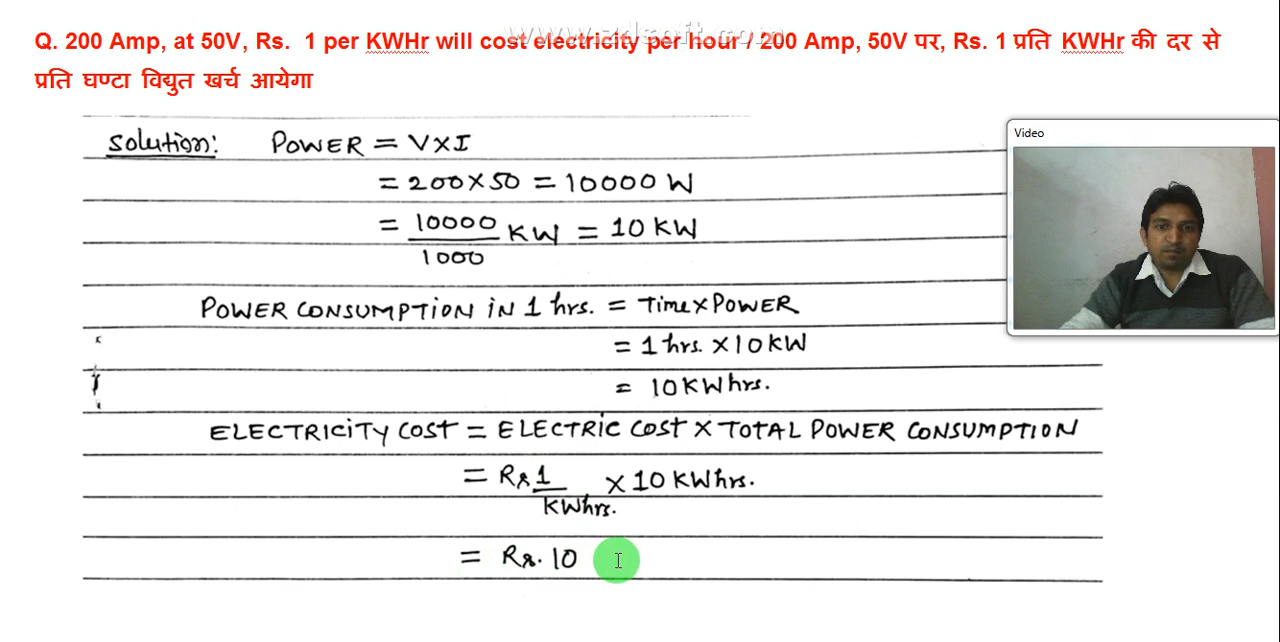 www.zdsoft.com
Q. 200 Amp, at 50V, Rs. 1 per KWHr will cost electricity per hour / 200 Amp, 50V पर, Rs. 1 प्रति KWHr की दर से
प्रति घण्टा विद्युत खर्च आयेगा
Video
Solution: POWER = V×I
= 200×50 = 10000 W
= 10000/1000 KW = 10 KW
POWER CONSUMPTION IN 1 hrs. = Time×POWER
= 1 hrs. ×10KW
= 10KWhrs.
ELECTRICITY COST = ELECTRIC COST × TOTAL POWER CONSUMPTION
= Rs 1/KWhrs. × 10 KWhrs.
= Rs. 10